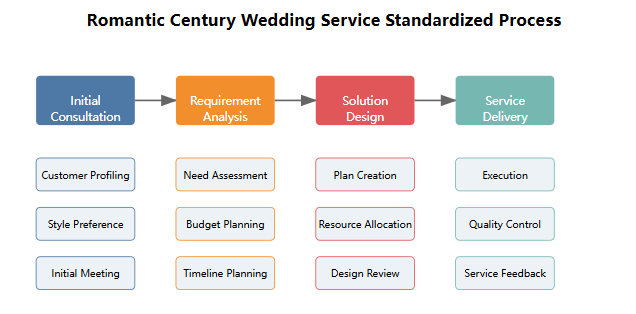 Romantic Century Wedding Service Standardized Process
Initial
Consultation
Requirement
Analysis
Solution
Design
Service
Delivery
Customer Profiling
Need Assessment
Plan Creation
Execution
Style Preference
Budget Planning
Resource Allocation
Quality Control
Initial Meeting
Timeline Planning
Design Review
Service Feedback